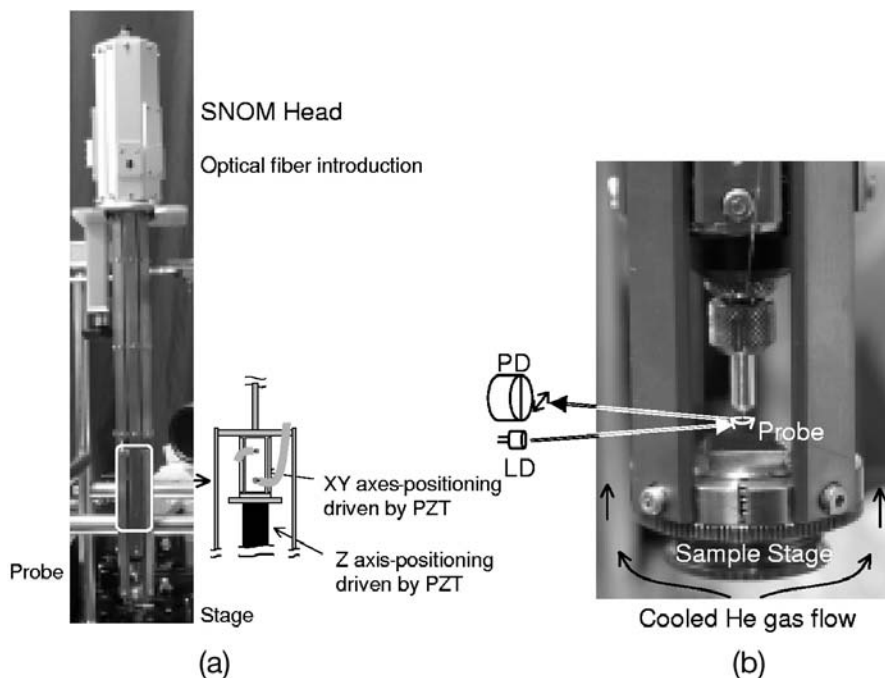 SNOM Head
Optical fiber introduction
XY axes-positioning
driven by PZT
Z axis-positioning
driven by PZT
Probe
Stage
(a)
PD
LD
Probe
Sample Stage
Cooled He gas flow
(b)